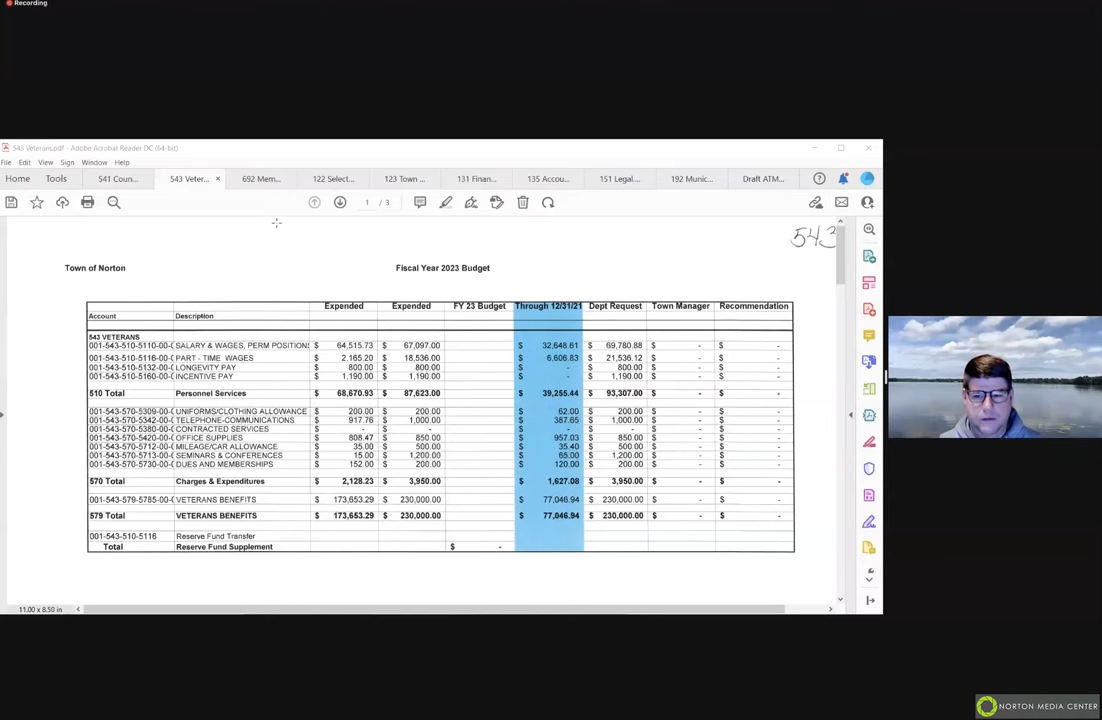 Recording
543 Veterans.pdf - Adobe Acrobat Reader DC (64-bit)
File Edit View Sign Window Help
Home Tools 541 Coun... 543 Veter... × 692 Mem... 122 Select... 123 Town ... 131 Finan... 135 Accou... 151 Legal.... 192 Munic... Draft ATM...
1 / 3
543
Town of Norton Fiscal Year 2023 Budget
Expended Expended FY 23 Budget Through 12/31/21 Dept Request Town Manager Recommendation
Account Description
543 VETERANS
001-543-510-5110-00-0 SALARY & WAGES, PERM POSITIONS $ 64,515.73 $ 67,097.00 $ 32,648.61 $ 69,780.88 $ - $ -
001-543-510-5116-00-0 PART - TIME WAGES $ 2,165.20 $ 18,536.00 $ 6.606.83 $ 21,536.12 $ - $ -
001-543-510-5132-00-0 LONGEVITY PAY $ 800.00 $ 800.00 $ - $ 800.00 $ - $ -
001-543-510-5160-00-0 INCENTIVE PAY $ 1,190.00 $ 1,190.00 $ - $ 1,190.00 $ - $ -
510 Total Personnel Services $ 68,670.93 $ 87,623.00 $ 39,255.44 $ 93,307.00 $ - $ -
001-543-570-5309-00-0 UNIFORMS/CLOTHING ALLOWANCE $ 200.00 $ 200.00 $ 62.00 $ 200.00 $ - $ -
001-543-570-5342-00-0 TELEPHONE-COMMUNICATIONS $ 917.76 $ 1,000.00 $ 387.65 $ 1,000.00 $ - $ -
001-543-570-5380-00-0 CONTRACTED SERVICES $ - $ - $ - $ - $ - $ -
001-543-570-5420-00-0 OFFICE SUPPLIES $ 808.47 $ 850.00 $ 957.03 $ 850.00 $ - $ -
001-543-570-5712-00-0 MILEAGE/CAR ALLOWANCE $ 35.00 $ 500.00 $ 35.40 $ 500.00 $ - $ -
001-543-570-5713-00-0 SEMINARS & CONFERENCES $ 15.00 $ 1,200.00 $ 65.00 $ 1,200.00 $ - $ -
001-543-570-5730-00-0 DUES AND MEMBERSHIPS $ 152.00 $ 200.00 $ 120.00 $ 200.00 $ - $ -
570 Total Charges & Expenditures $ 2,128.23 $ 3,950.00 $ 1,627.08 $ 3,950.00 $ - $ -
001-543-579-5785-00-0 VETERANS BENEFITS $ 173,653.29 $ 230,000.00 $ 77,046.94 $ 230,000.00 $ - $ -
579 Total VETERANS BENEFITS $ 173,653.29 $ 230,000.00 $ 77,046.94 $ 230,000.00 $ - $ -
001-543-510-5116 Reserve Fund Transfer
Total Reserve Fund Supplement $ -
11.00 x 8.50 in
NORTON MEDIA CENTER